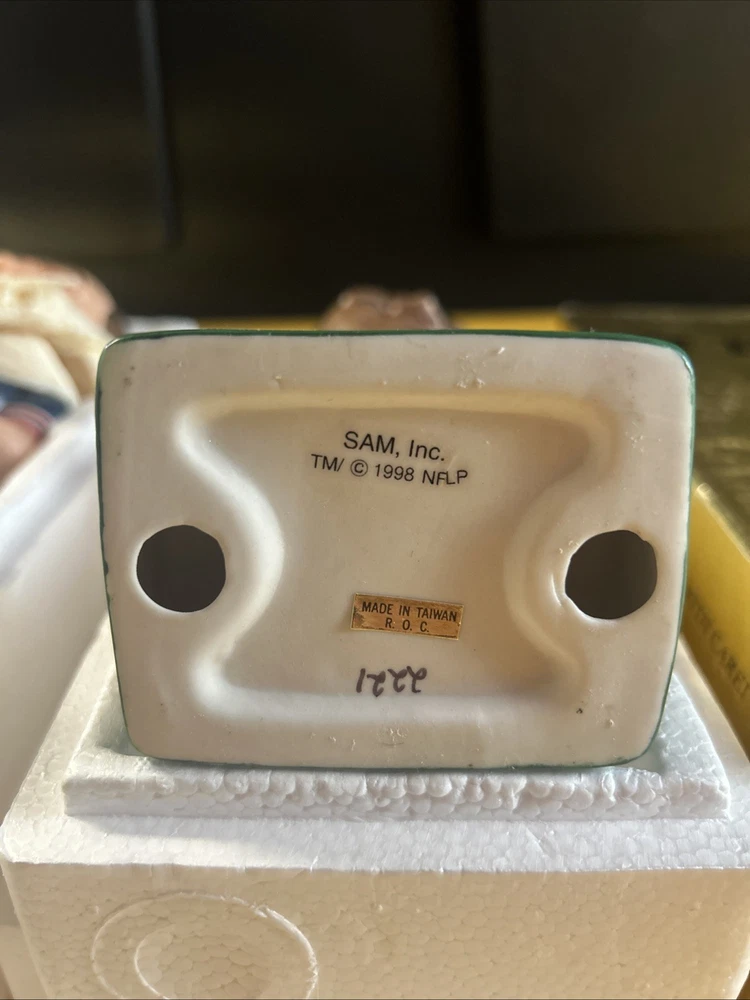 SAM, Inc.
TM/ © 1998 NFLP
MADE IN TAIWAN
R. O. C.
2221